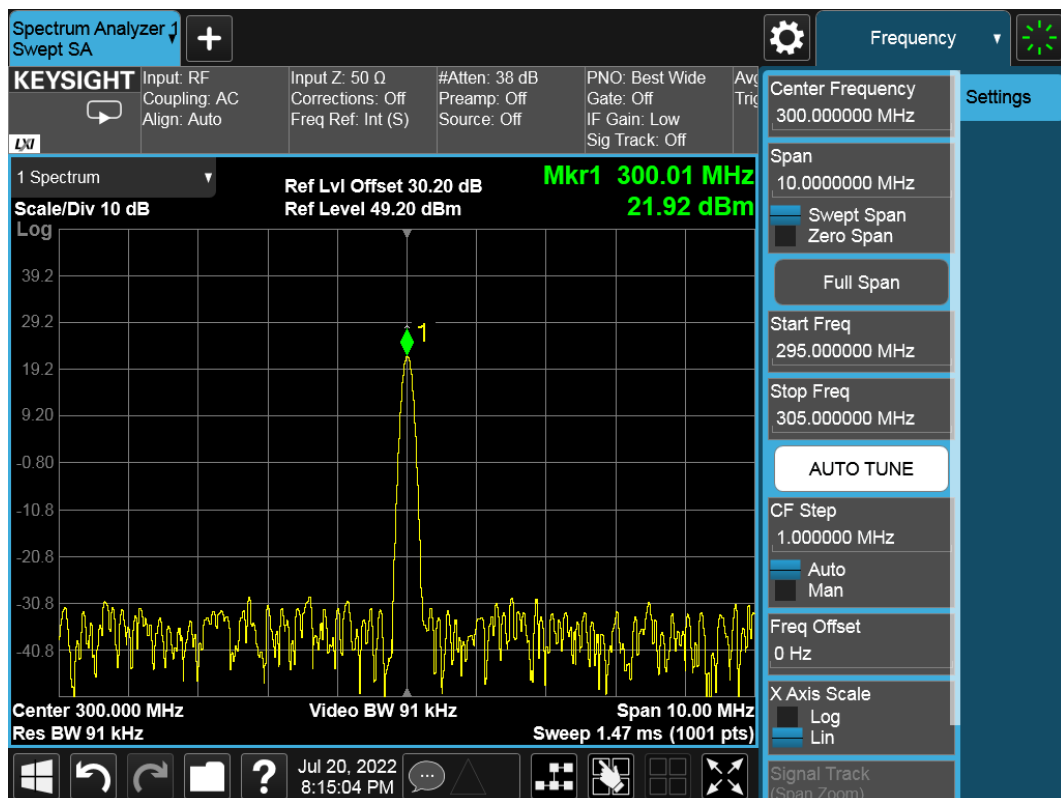 Spectrum Analyzer 1
Swept SA
Frequency
KEYSIGHT
LXI
Input: RF
Coupling: AC
Align: Auto
Input Z: 50 Ω
Corrections: Off
Freq Ref: Int (S)
#Atten: 38 dB
Preamp: Off
Source: Off
PNO: Best Wide
Gate: Off
IF Gain: Low
Sig Track: Off
1 Spectrum
Scale/Div 10 dB
Log
Ref Lvl Offset 30.20 dB
Ref Level 49.20 dBm
Mkr1 300.01 MHz
21.92 dBm
39.2
29.2
19.2
9.20
-0.80
-10.8
-20.8
-30.8
-40.8
1
Center 300.000 MHz
Video BW 91 kHz
Span 10.00 MHz
Res BW 91 kHz
Sweep 1.47 ms (1001 pts)
Center Frequency
300.000000 MHz
Span
10.0000000 MHz
Swept Span
Zero Span
Full Span
Start Freq
295.000000 MHz
Stop Freq
305.000000 MHz
AUTO TUNE
CF Step
1.000000 MHz
Auto
Man
Freq Offset
0 Hz
X Axis Scale
Log
Lin
Signal Track
(Span Zoom)
Settings
Jul 20, 2022
8:15:04 PM